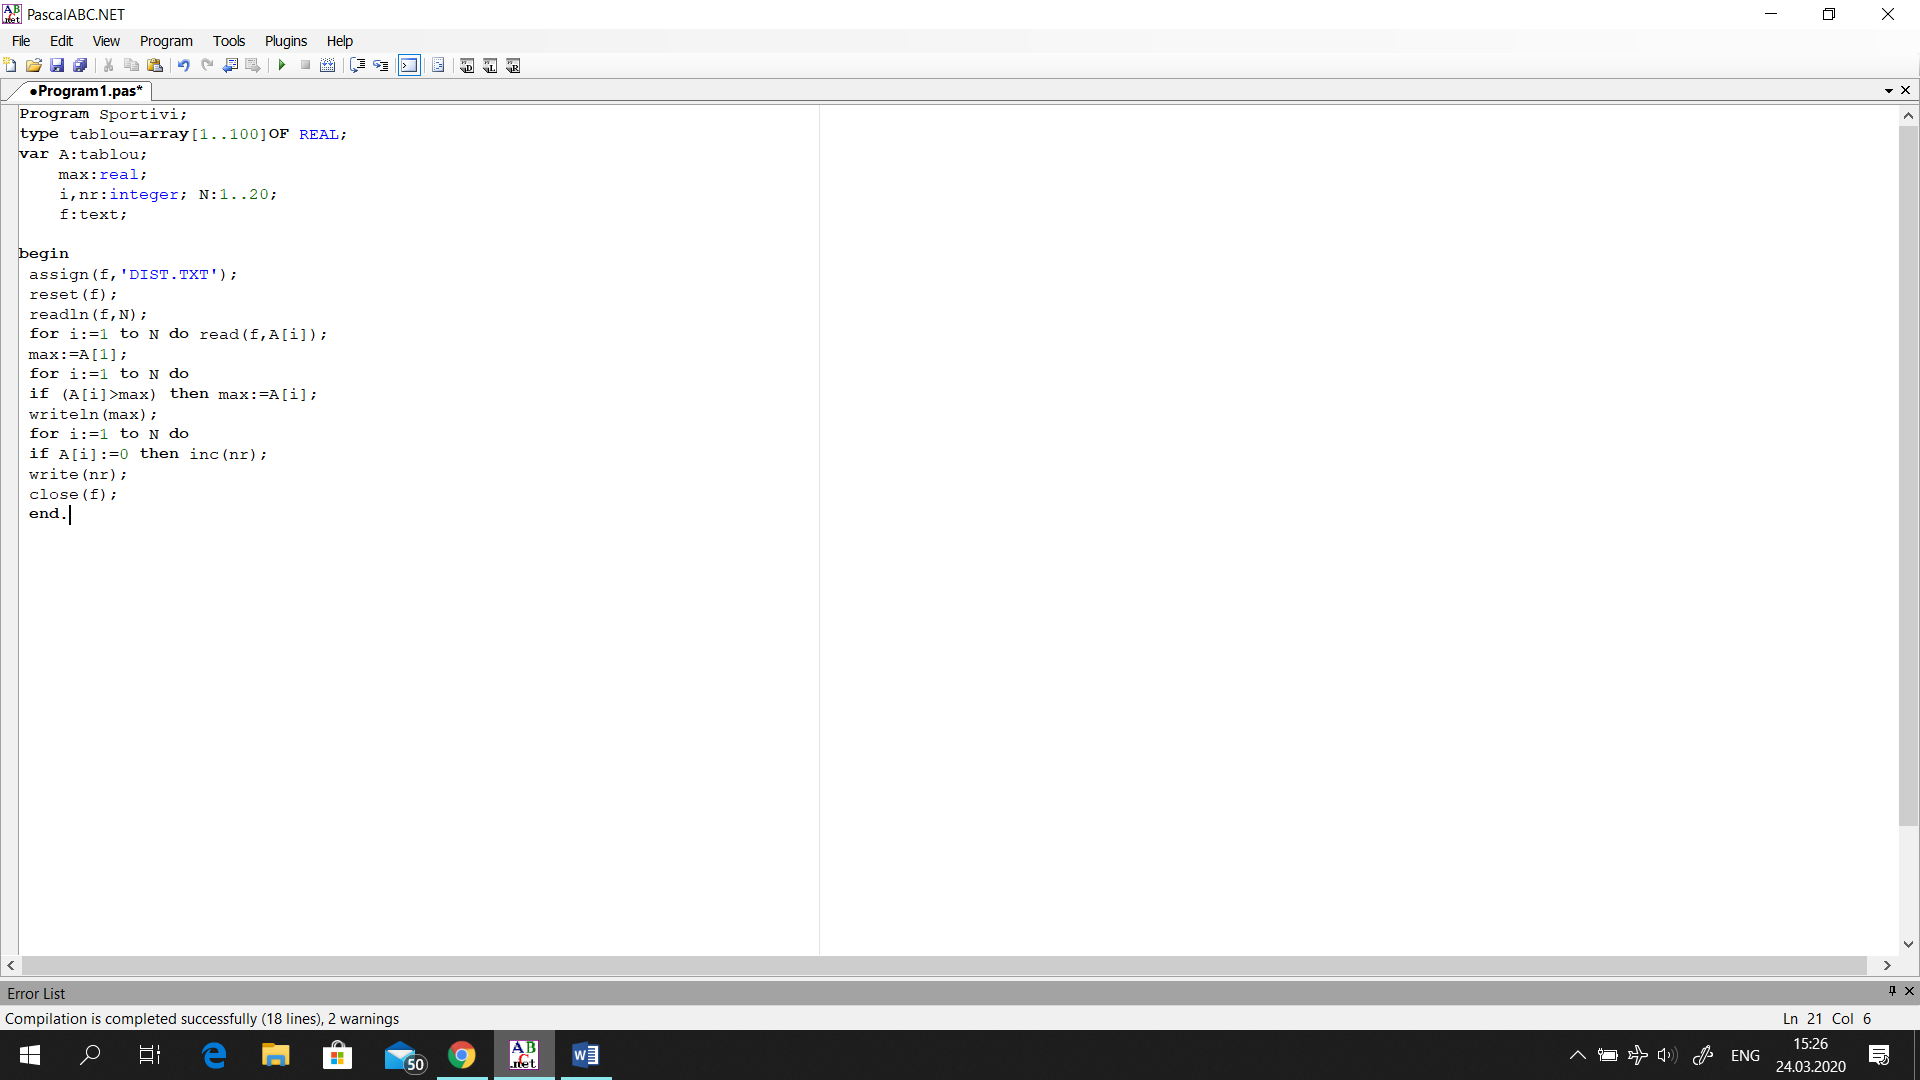 PascalABC.NET
File Edit View Program Tools Plugins Help
●Program1.pas*
Program Sportivi;
type tablou=array[1..100]OF REAL;
var A:tablou;
max:real;
i,nr:integer; N:1..20;
f:text;
begin
assign(f,'DIST.TXT');
reset(f);
readln(f,N);
for i:=1 to N do read(f,A[i]);
max:=A[1];
for i:=1 to N do
if (A[i]>max) then max:=A[i];
writeln(max);
for i:=1 to N do
if A[i]:=0 then inc(nr);
write(nr);
close(f);
end.
Error List
Compilation is completed successfully (18 lines), 2 warnings
Ln 21 Col 6
50
ABC.net
W
ENG
15:26
24.03.2020